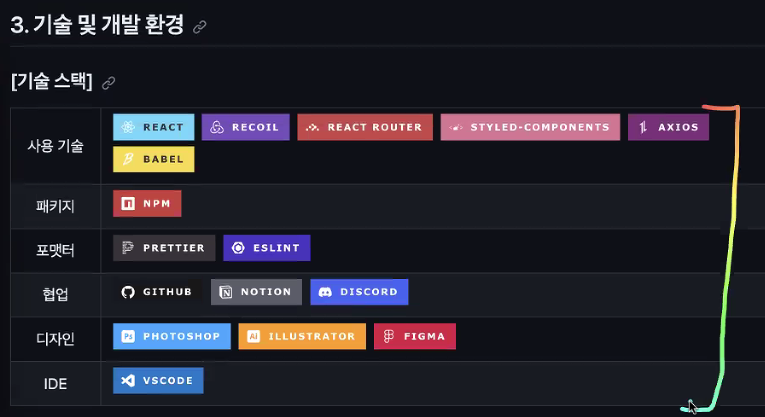 3. 기술 및 개발 환경
[기술 스택]
사용 기술 REACT RECOIL REACT ROUTER STYLED-COMPONENTS AXIOS
BABEL
패키지 NPM
포맷터 PRETTIER ESLINT
협업 GITHUB NOTION DISCORD
디자인 Ps PHOTOSHOP Ai ILLUSTRATOR FIGMA
IDE VSCODE